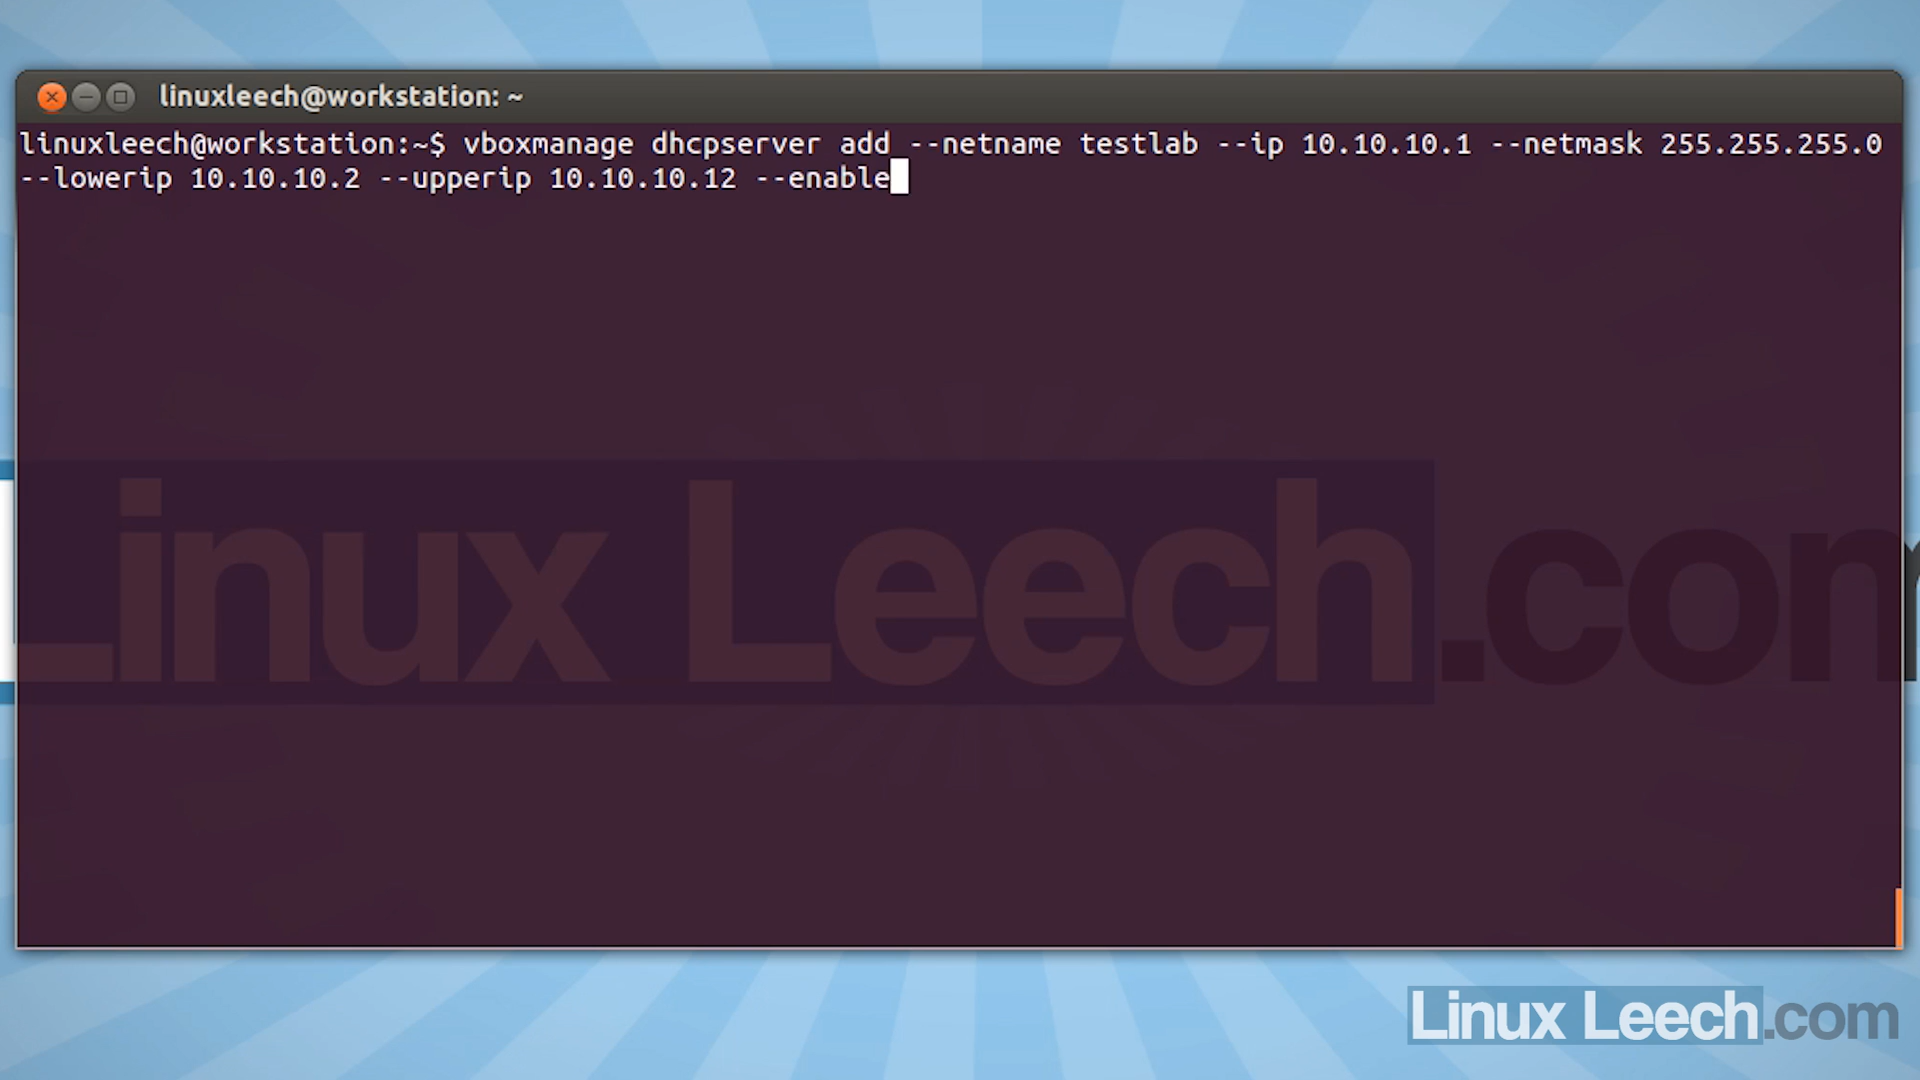 linuxleech@workstation: ~
linuxleech@workstation:~$ vboxmanage dhcpserver add --netname testlab --ip 10.10.10.1 --netmask 255.255.255.0
--lowerip 10.10.10.2 --upperip 10.10.10.12 --enable
Linux Leech.com
Linux Leech.com